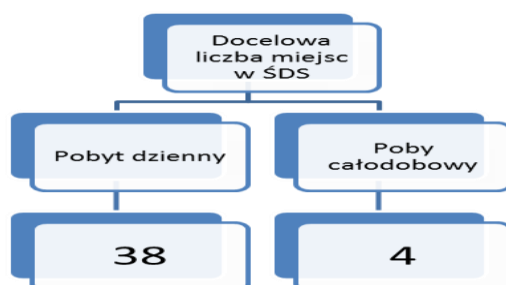 Docelowa
liczba miejsc
w ŚDS
Pobyt dzienny
Poby
całodobowy
38
4